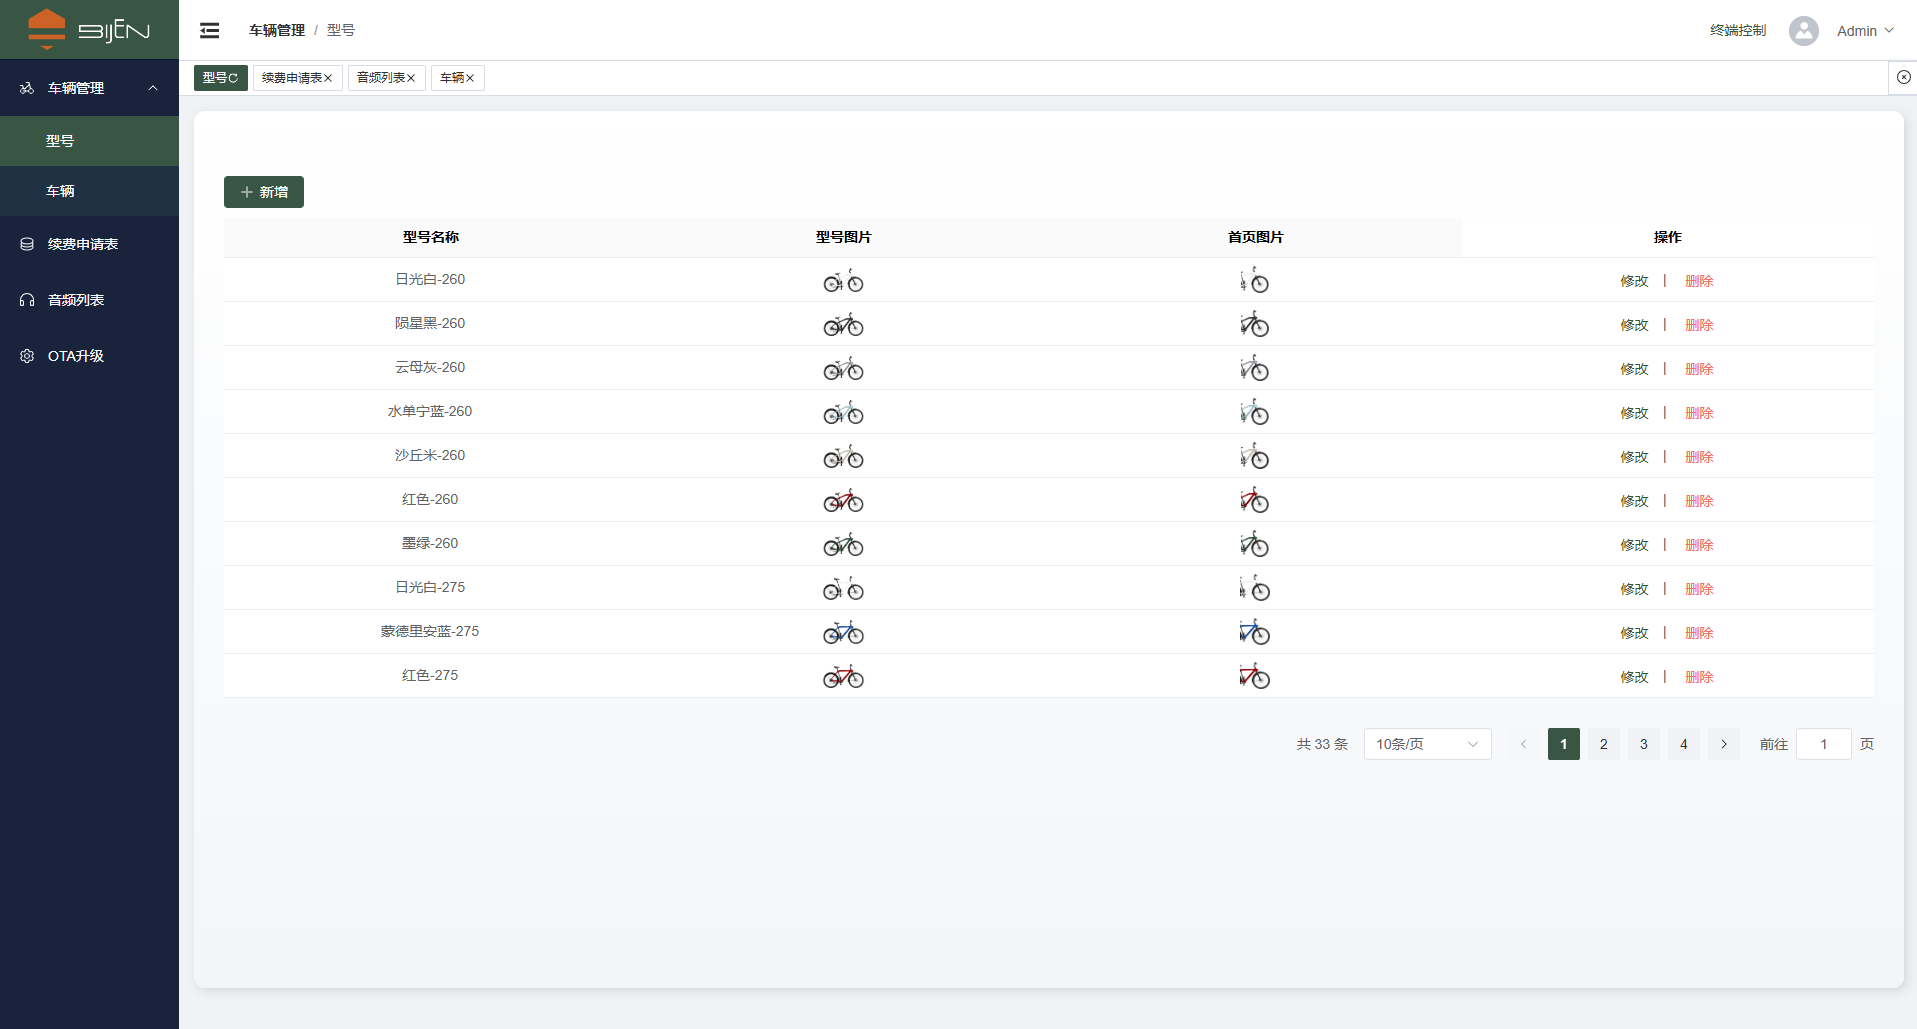 BIJEN
车辆管理 / 型号
终端控制
Admin
型号
续费申请表
音频列表
车辆
车辆管理
型号
车辆
续费申请表
音频列表
OTA升级
新增
型号名称 型号图片 首页图片 操作
日光白-260 修改 | 删除
陨星黑-260 修改 | 删除
云母灰-260 修改 | 删除
水单宁蓝-260 修改 | 删除
沙丘米-260 修改 | 删除
红色-260 修改 | 删除
墨绿-260 修改 | 删除
日光白-275 修改 | 删除
蒙德里安蓝-275 修改 | 删除
红色-275 修改 | 删除
共 33 条 10条/页 1 2 3 4 前往 1 页